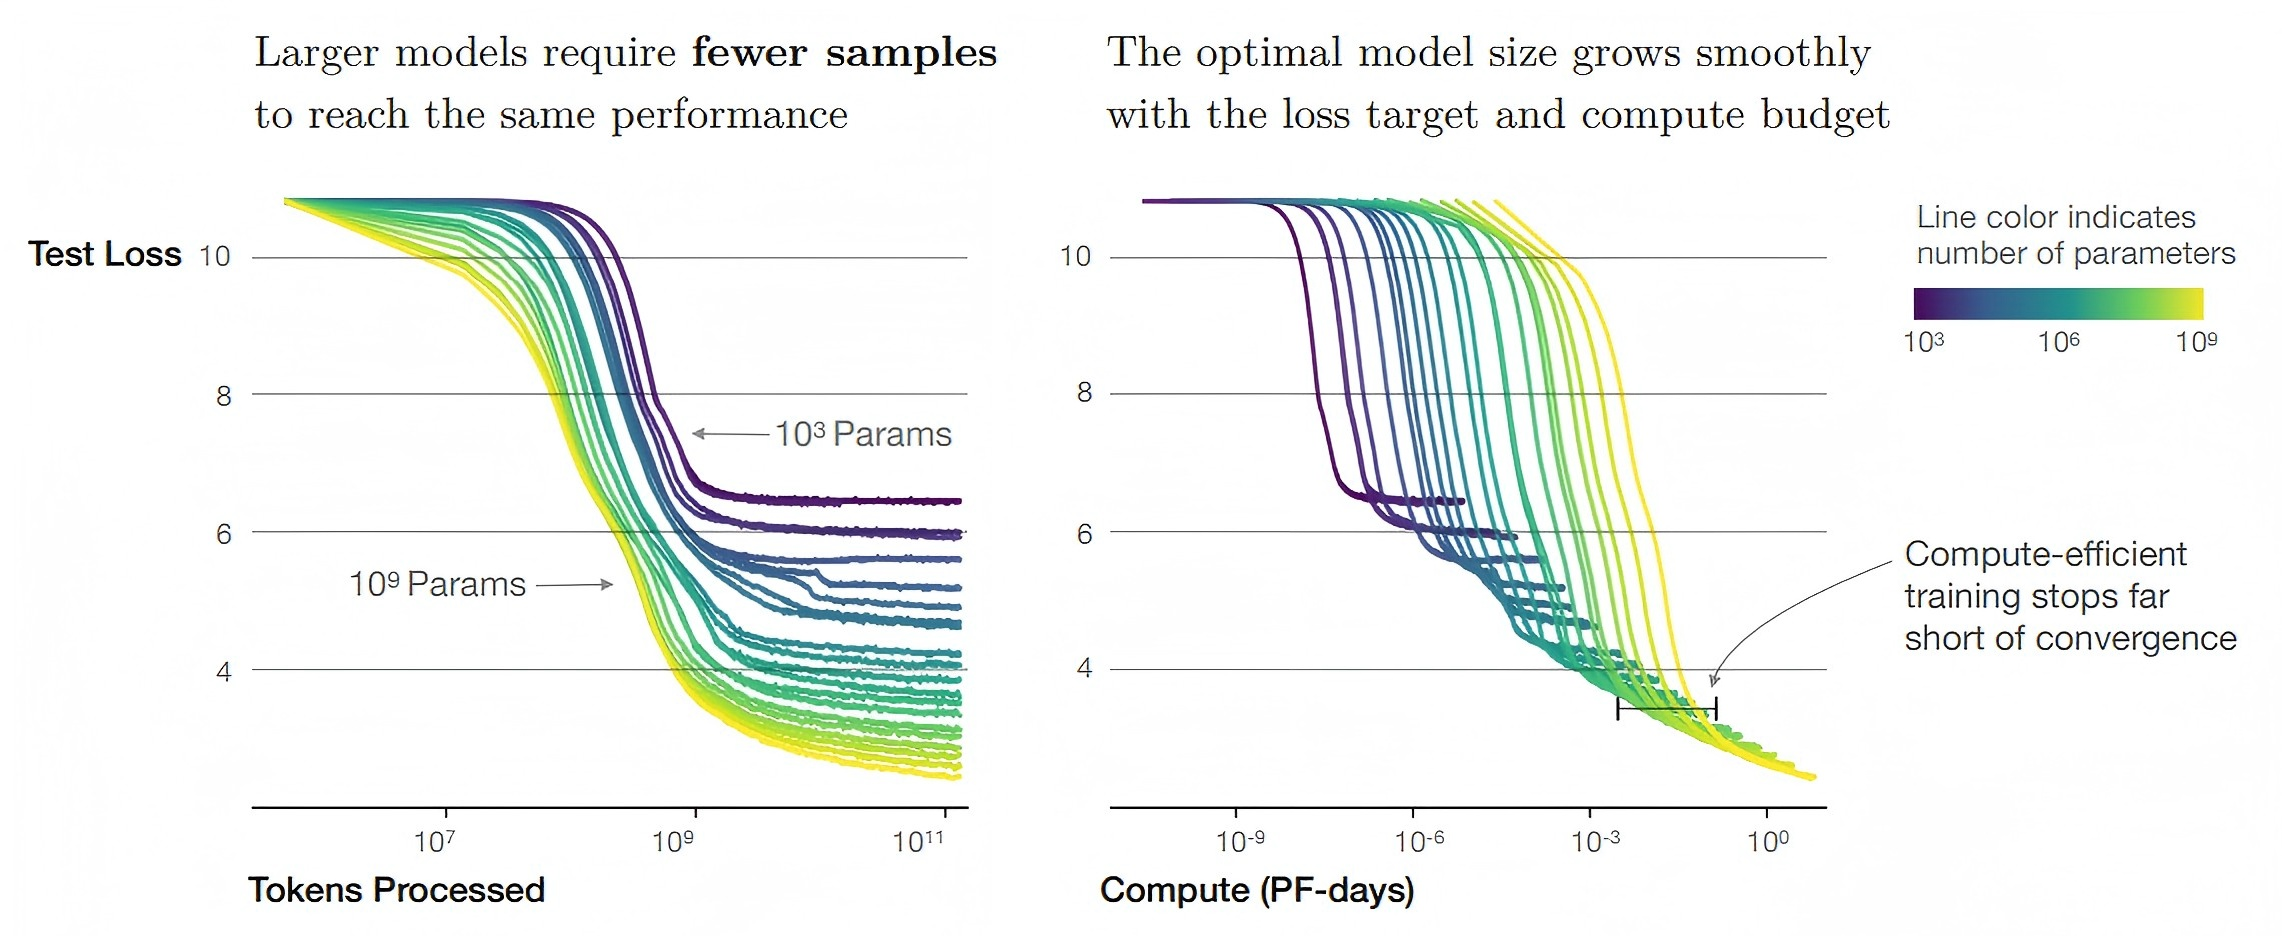 Larger models require fewer samples
to reach the same performance
The optimal model size grows smoothly
with the loss target and compute budget
Test Loss
10
8
6
4
10³ Params
10⁹ Params
10⁷
10⁹
10¹¹
Tokens Processed
10
8
6
4
10⁻⁹
10⁻⁶
10⁻³
10⁰
Compute (PF-days)
Line color indicates
number of parameters
10³
10⁶
10⁹
Compute-efficient
training stops far
short of convergence